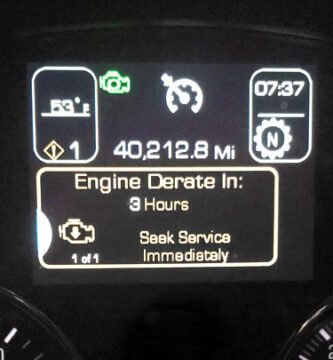 53° F
07:37
N
1
40,212.8 Mi
Engine Derate In:
3 Hours
Seek Service
Immediately
1 of 1